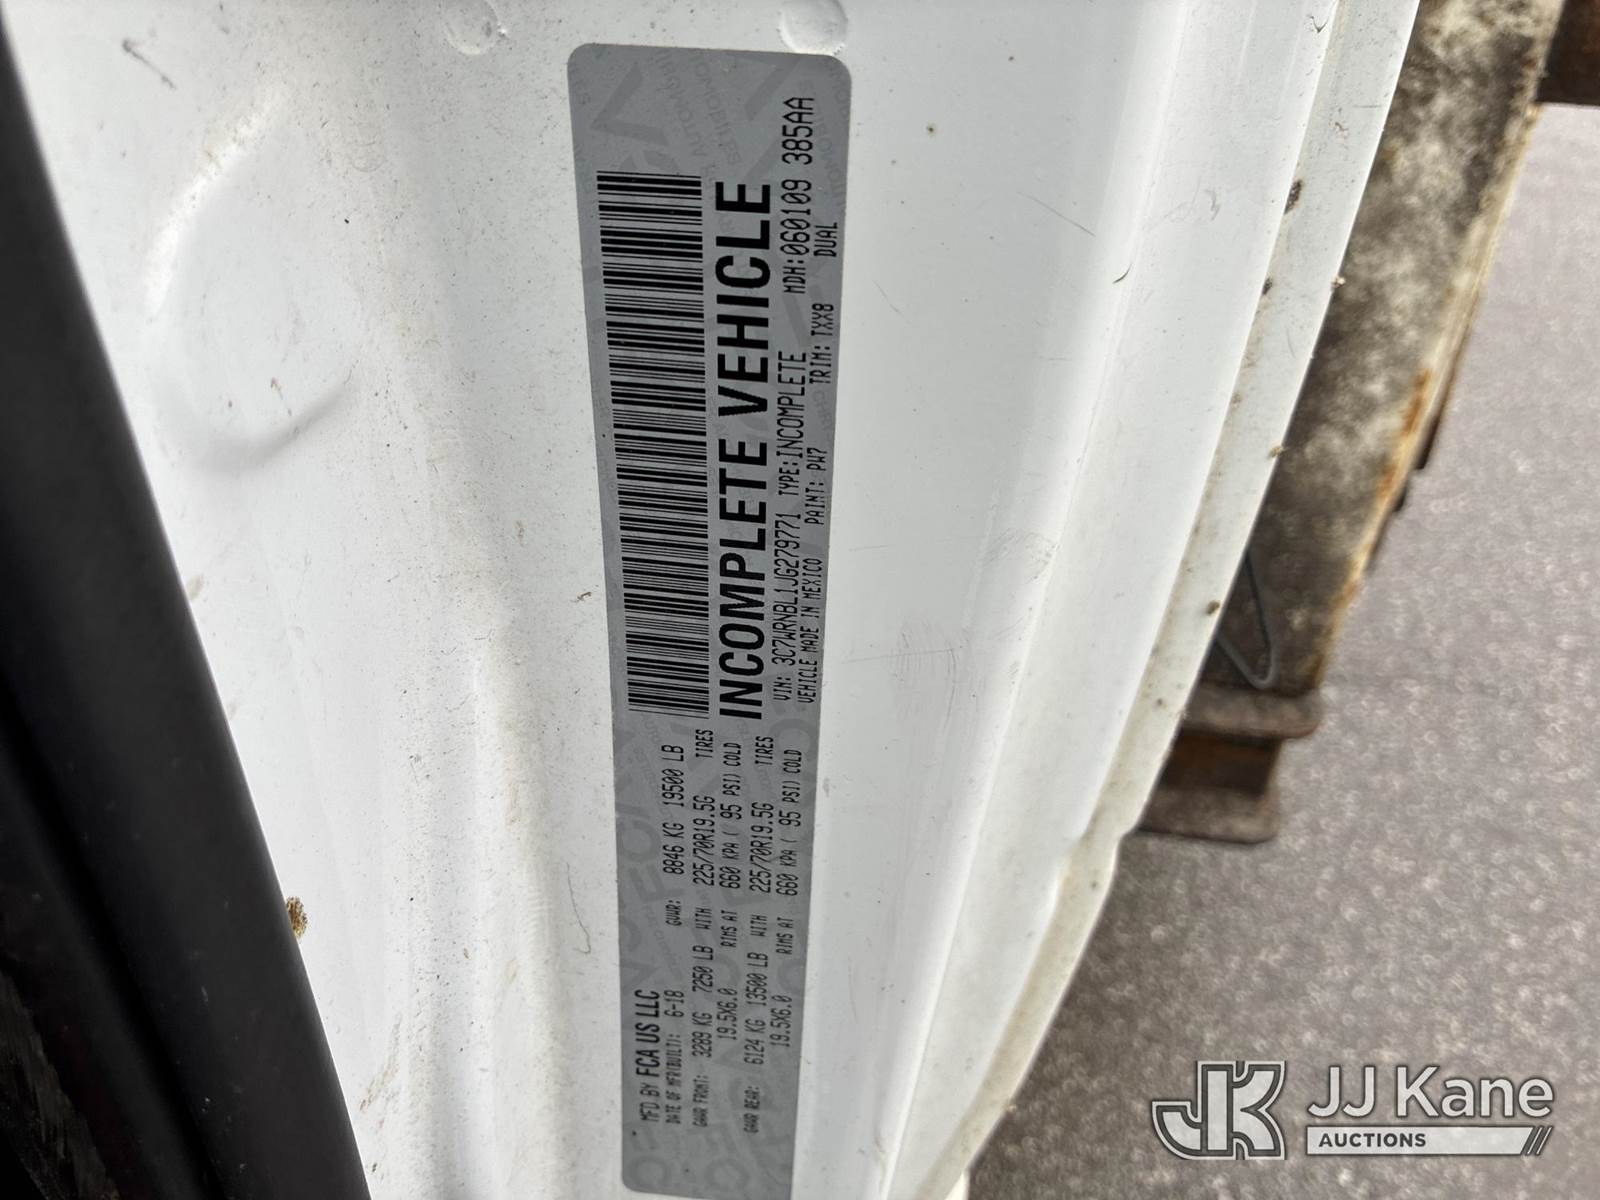 MFD BY FCA US LLC
DATE OF MFR(BUILT): 6-18 GVWR: 8846 KG 19500 LB
GAWR FRONT: 3289 KG 7250 LB WITH 225/70R19.5G TIRES
19.5X6.0 RIMS AT 660 KPA ( 95 PSI) COLD
GAWR REAR: 6124 KG 13500 LB WITH 225/70R19.5G TIRES
19.5X6.0 RIMS AT 660 KPA ( 95 PSI) COLD
INCOMPLETE VEHICLE
VIN: 3C7WRNBL1JG279771 TYPE:INCOMPLETE MDH:060109 385AA
VEHICLE MADE IN MEXICO PAINT: PW7 TRIM: TXX8 DUAL
JJ Kane
AUCTIONS